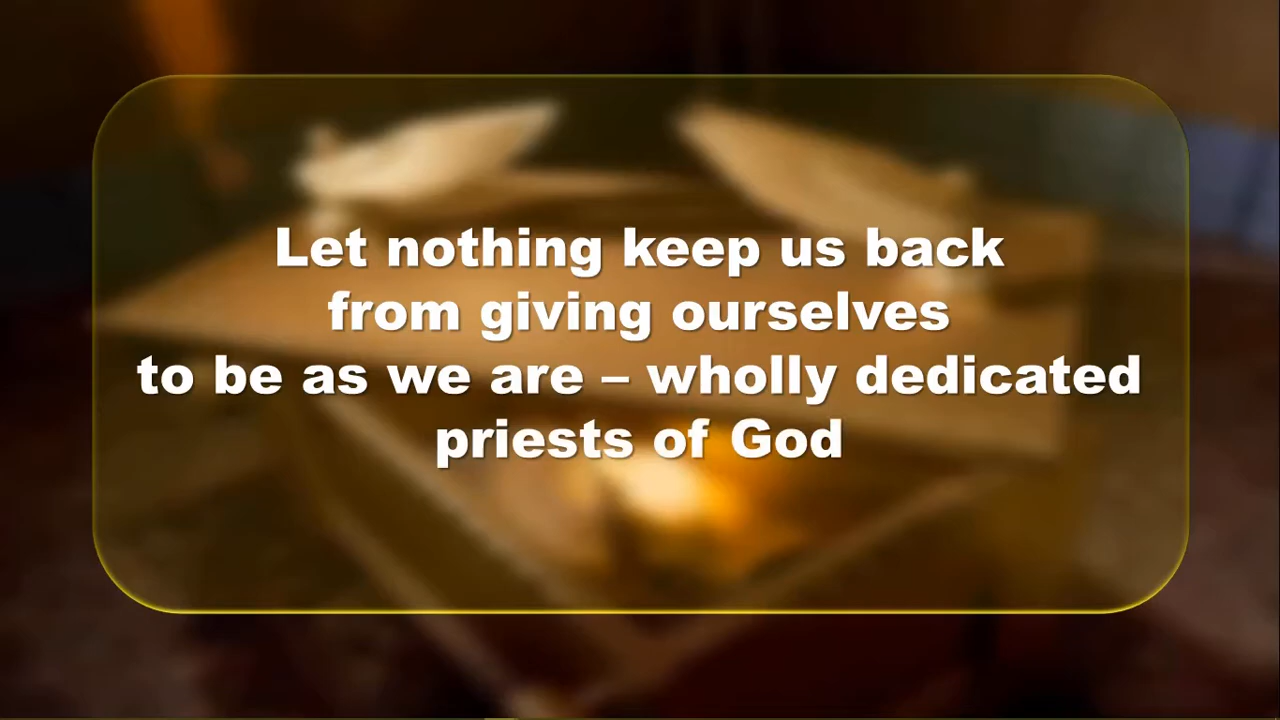 Let nothing keep us back
from giving ourselves
to be as we are – wholly dedicated
priests of God